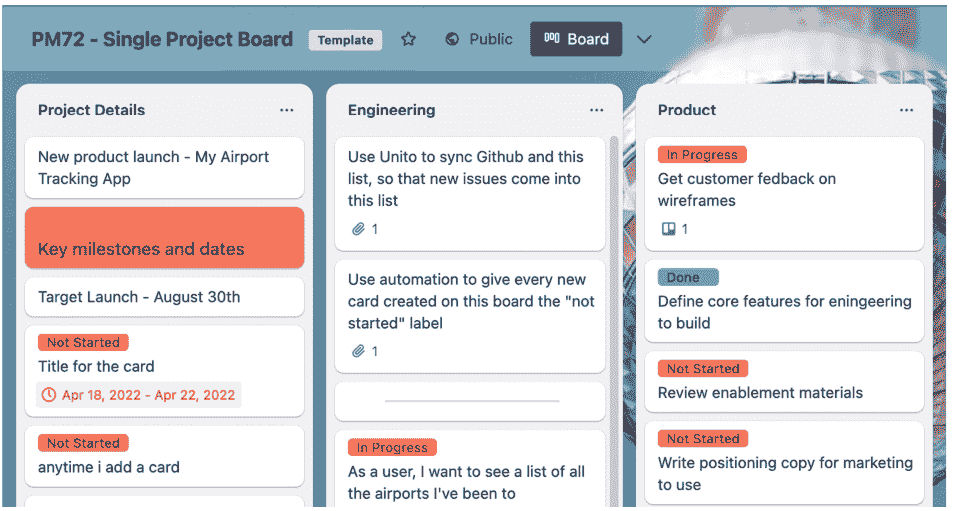 PM72 - Single Project Board Template Public Board
Project Details
New product launch - My Airport
Tracking App
Key milestones and dates
Target Launch - August 30th
Not Started
Title for the card
Apr 18, 2022 - Apr 22, 2022
Not Started
anytime i add a card
Engineering
Use Unito to sync Github and this
list, so that new issues come into
this list
1
Use automation to give every new
card created on this board the "not
started" label
1
In Progress
As a user, I want to see a list of all
the airports I've been to
Product
In Progress
Get customer fedback on
wireframes
1
Done
Define core features for eningeering
to build
Not Started
Review enablement materials
Not Started
Write positioning copy for marketing
to use